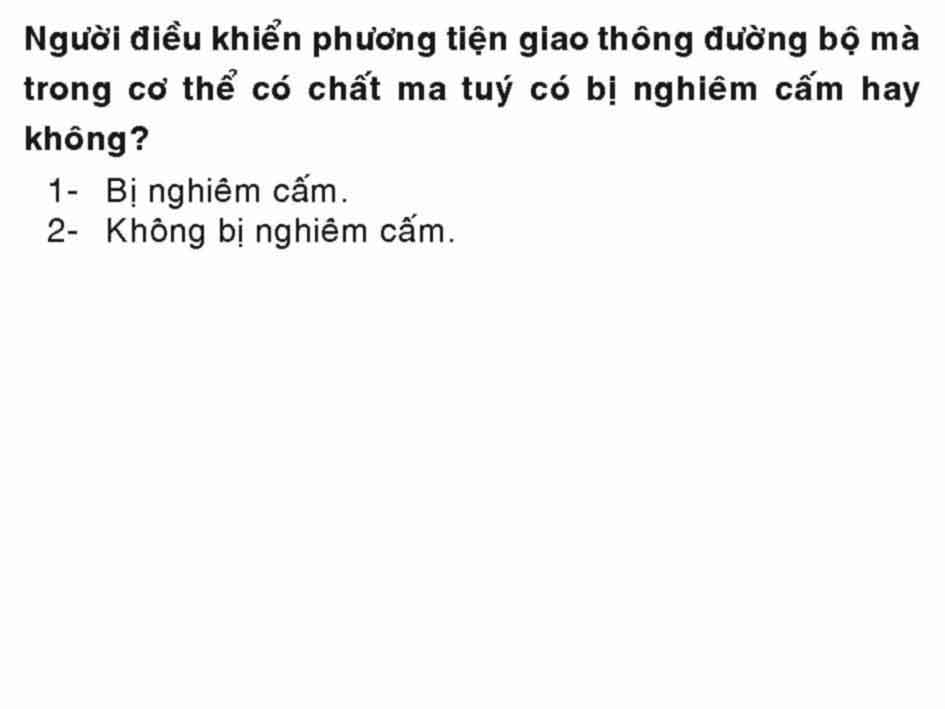 Người điều khiển phương tiện giao thông đường bộ mà
trong cơ thể có chất ma tuý có bị nghiêm cấm hay
không?
1- Bị nghiêm cấm.
2- Không bị nghiêm cấm.